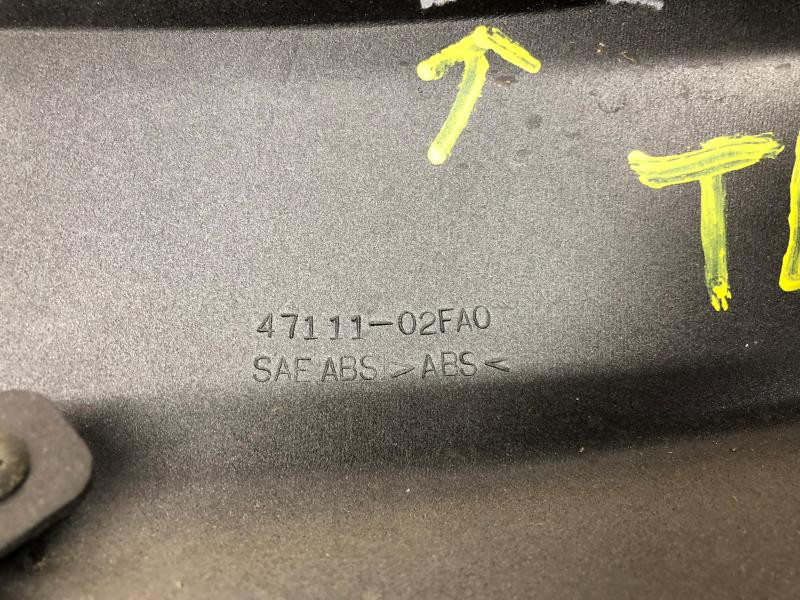 T
47111-02FA0
SAE ABS >ABS<